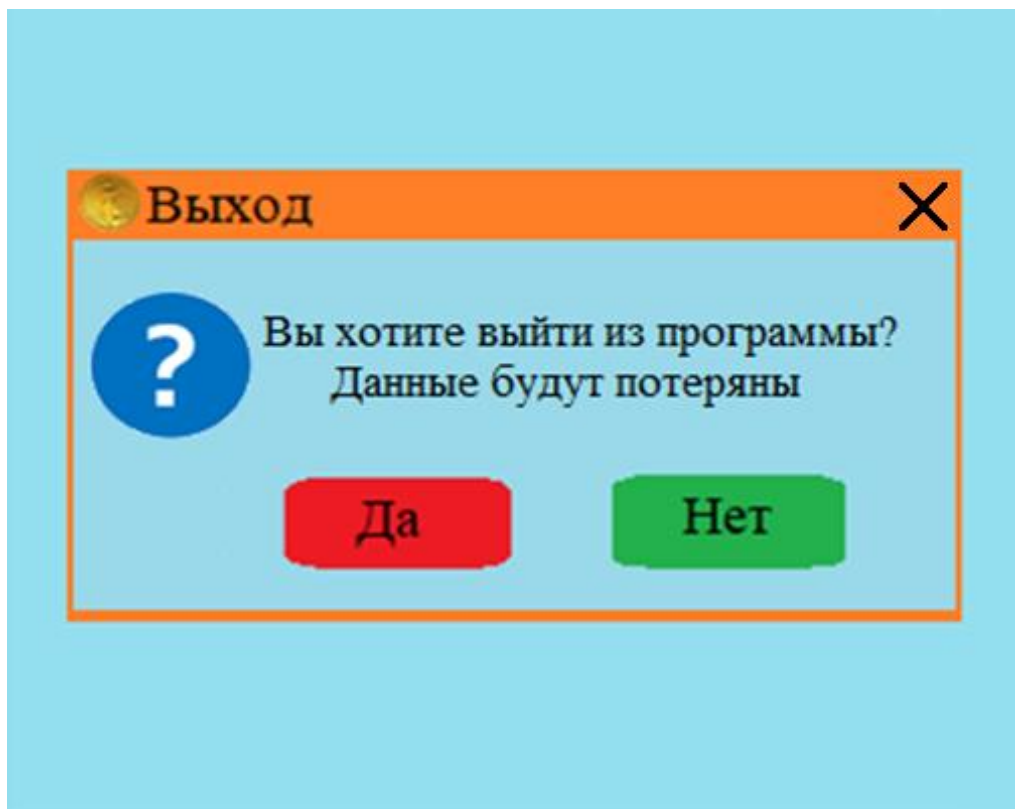 Выход
Вы хотите выйти из программы?
Данные будут потеряны
Да
Нет